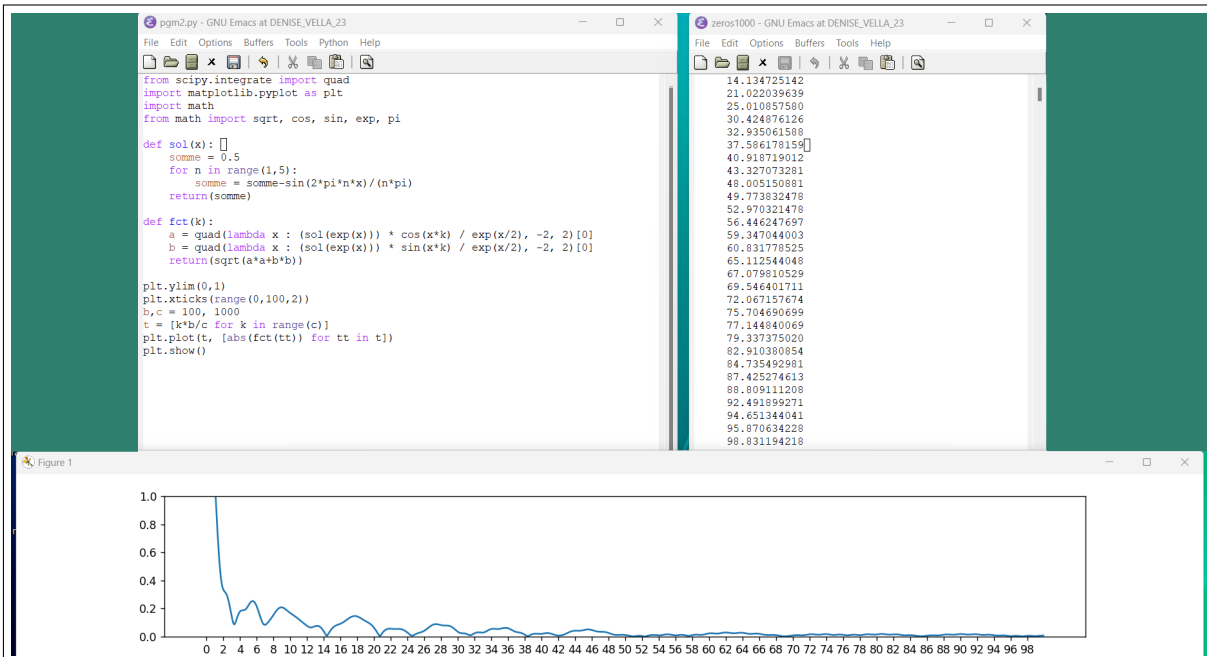 pgm2.py - GNU Emacs at DENISE_VELLA_23
File Edit Options Buffers Tools Python Help
from scipy.integrate import quad
import matplotlib.pyplot as plt
import math
from math import sqrt, cos, sin, exp, pi
def sol(x):
    somme = 0.5
    for n in range(1,5):
        somme = somme-sin(2*pi*n*x)/(n*pi)
    return(somme)
def fct(k):
    a = quad(lambda x : (sol(exp(x))) * cos(x*k) / exp(x/2), -2, 2)[0]
    b = quad(lambda x : (sol(exp(x))) * sin(x*k) / exp(x/2), -2, 2)[0]
    return(sqrt(a*a+b*b))
plt.ylim(0,1)
plt.xticks(range(0,100,2))
b,c = 100, 1000
t = [k*b/c for k in range(c)]
plt.plot(t, [abs(fct(tt)) for tt in t])
plt.show()
zeros1000 - GNU Emacs at DENISE_VELLA_23
File Edit Options Buffers Tools Help
14.134725142
21.022039639
25.010857580
30.424876126
32.935061588
37.586178159
40.918719012
43.327073281
48.005150881
49.773832478
52.970321478
56.446247697
59.347044003
60.831778525
65.112544048
67.079810529
69.546401711
72.067157674
75.704690699
77.144840069
79.337375020
82.910380854
84.735492981
87.425274613
88.809111208
92.491899271
94.651344041
95.870634228
98.831194218
Figure 1
1.0
0.8
0.6
0.4
0.2
0.0
0 2 4 6 8 10 12 14 16 18 20 22 24 26 28 30 32 34 36 38 40 42 44 46 48 50 52 54 56 58 60 62 64 66 68 70 72 74 76 78 80 82 84 86 88 90 92 94 96 98